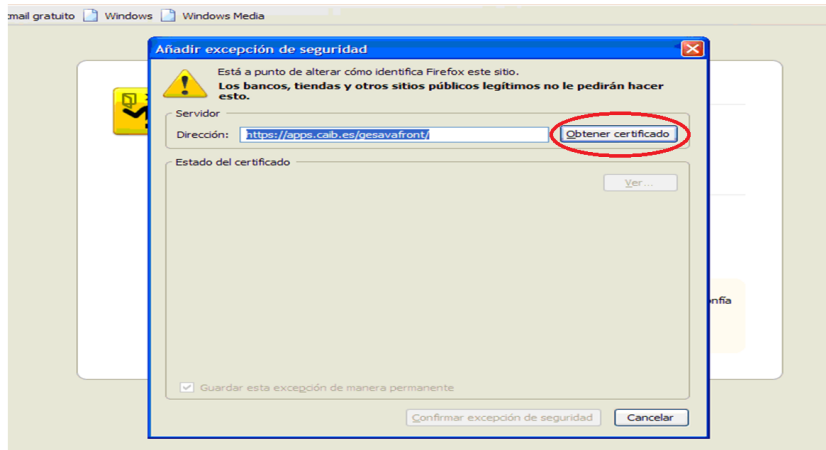 tmail gratuito Windows Windows Media
Añadir excepción de seguridad
Está a punto de alterar cómo identifica Firefox este sitio.
Los bancos, tiendas y otros sitios públicos legítimos no le pedirán hacer
esto.
Servidor
Dirección: https://apps.caib.es/gesavafront/ Obtener certificado
Estado del certificado
Ver...
nfía
Guardar esta excepción de manera permanente
Confirmar excepción de seguridad Cancelar